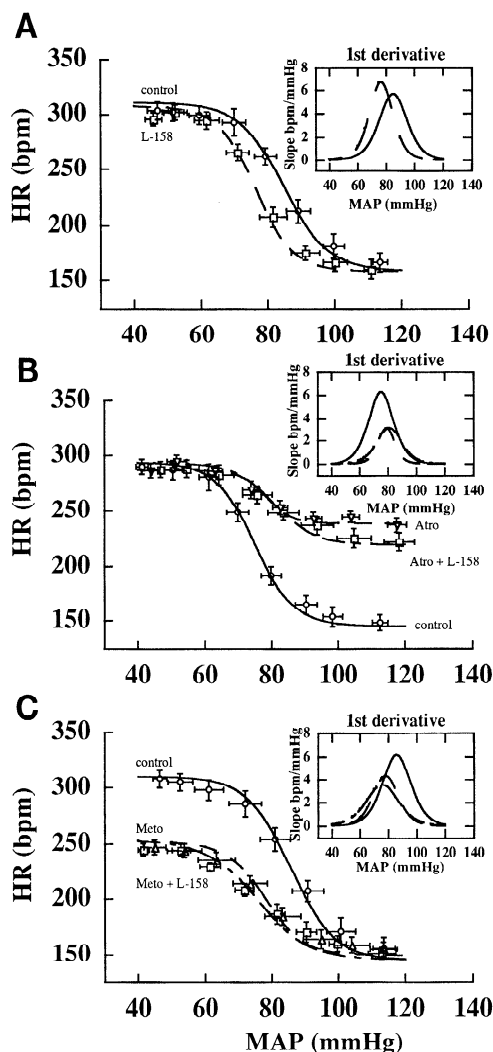 A
1st derivative
350
control
8
6
4
2
0
Slope bpm/mmHg
300
L-158
40 60 80 100 120 140
MAP (mmHg)
250
HR (bpm)
200
150
40 60 80 100 120 140
B
1st derivative
350
8
6
4
2
0
Slope bpm/mmHg
300
40 60 80 100 120 140
MAP (mmHg)
250
HR (bpm)
Atro
Atro + L-158
200
150
control
40 60 80 100 120 140
C
1st derivative
350
control
8
6
4
2
0
Slope bpm/mmHg
300
40 60 80 100 120 140
MAP (mmHg)
Meto
250
HR (bpm)
Meto + L-158
200
150
40 60 80 100 120 140
MAP (mmHg)